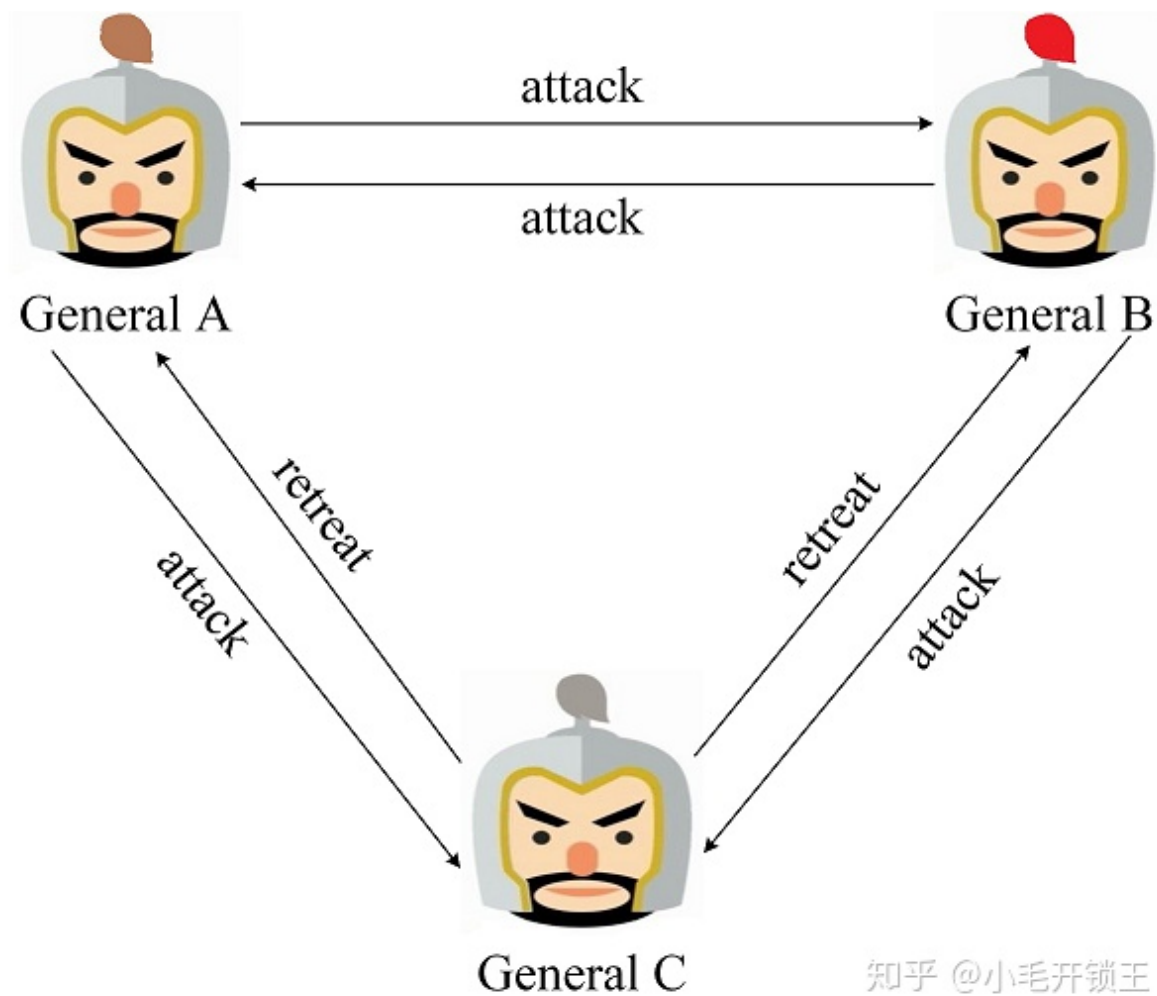 attack
attack
General A
General B
retreat
retreat
attack
attack
General C
知乎 @小毛开锁王